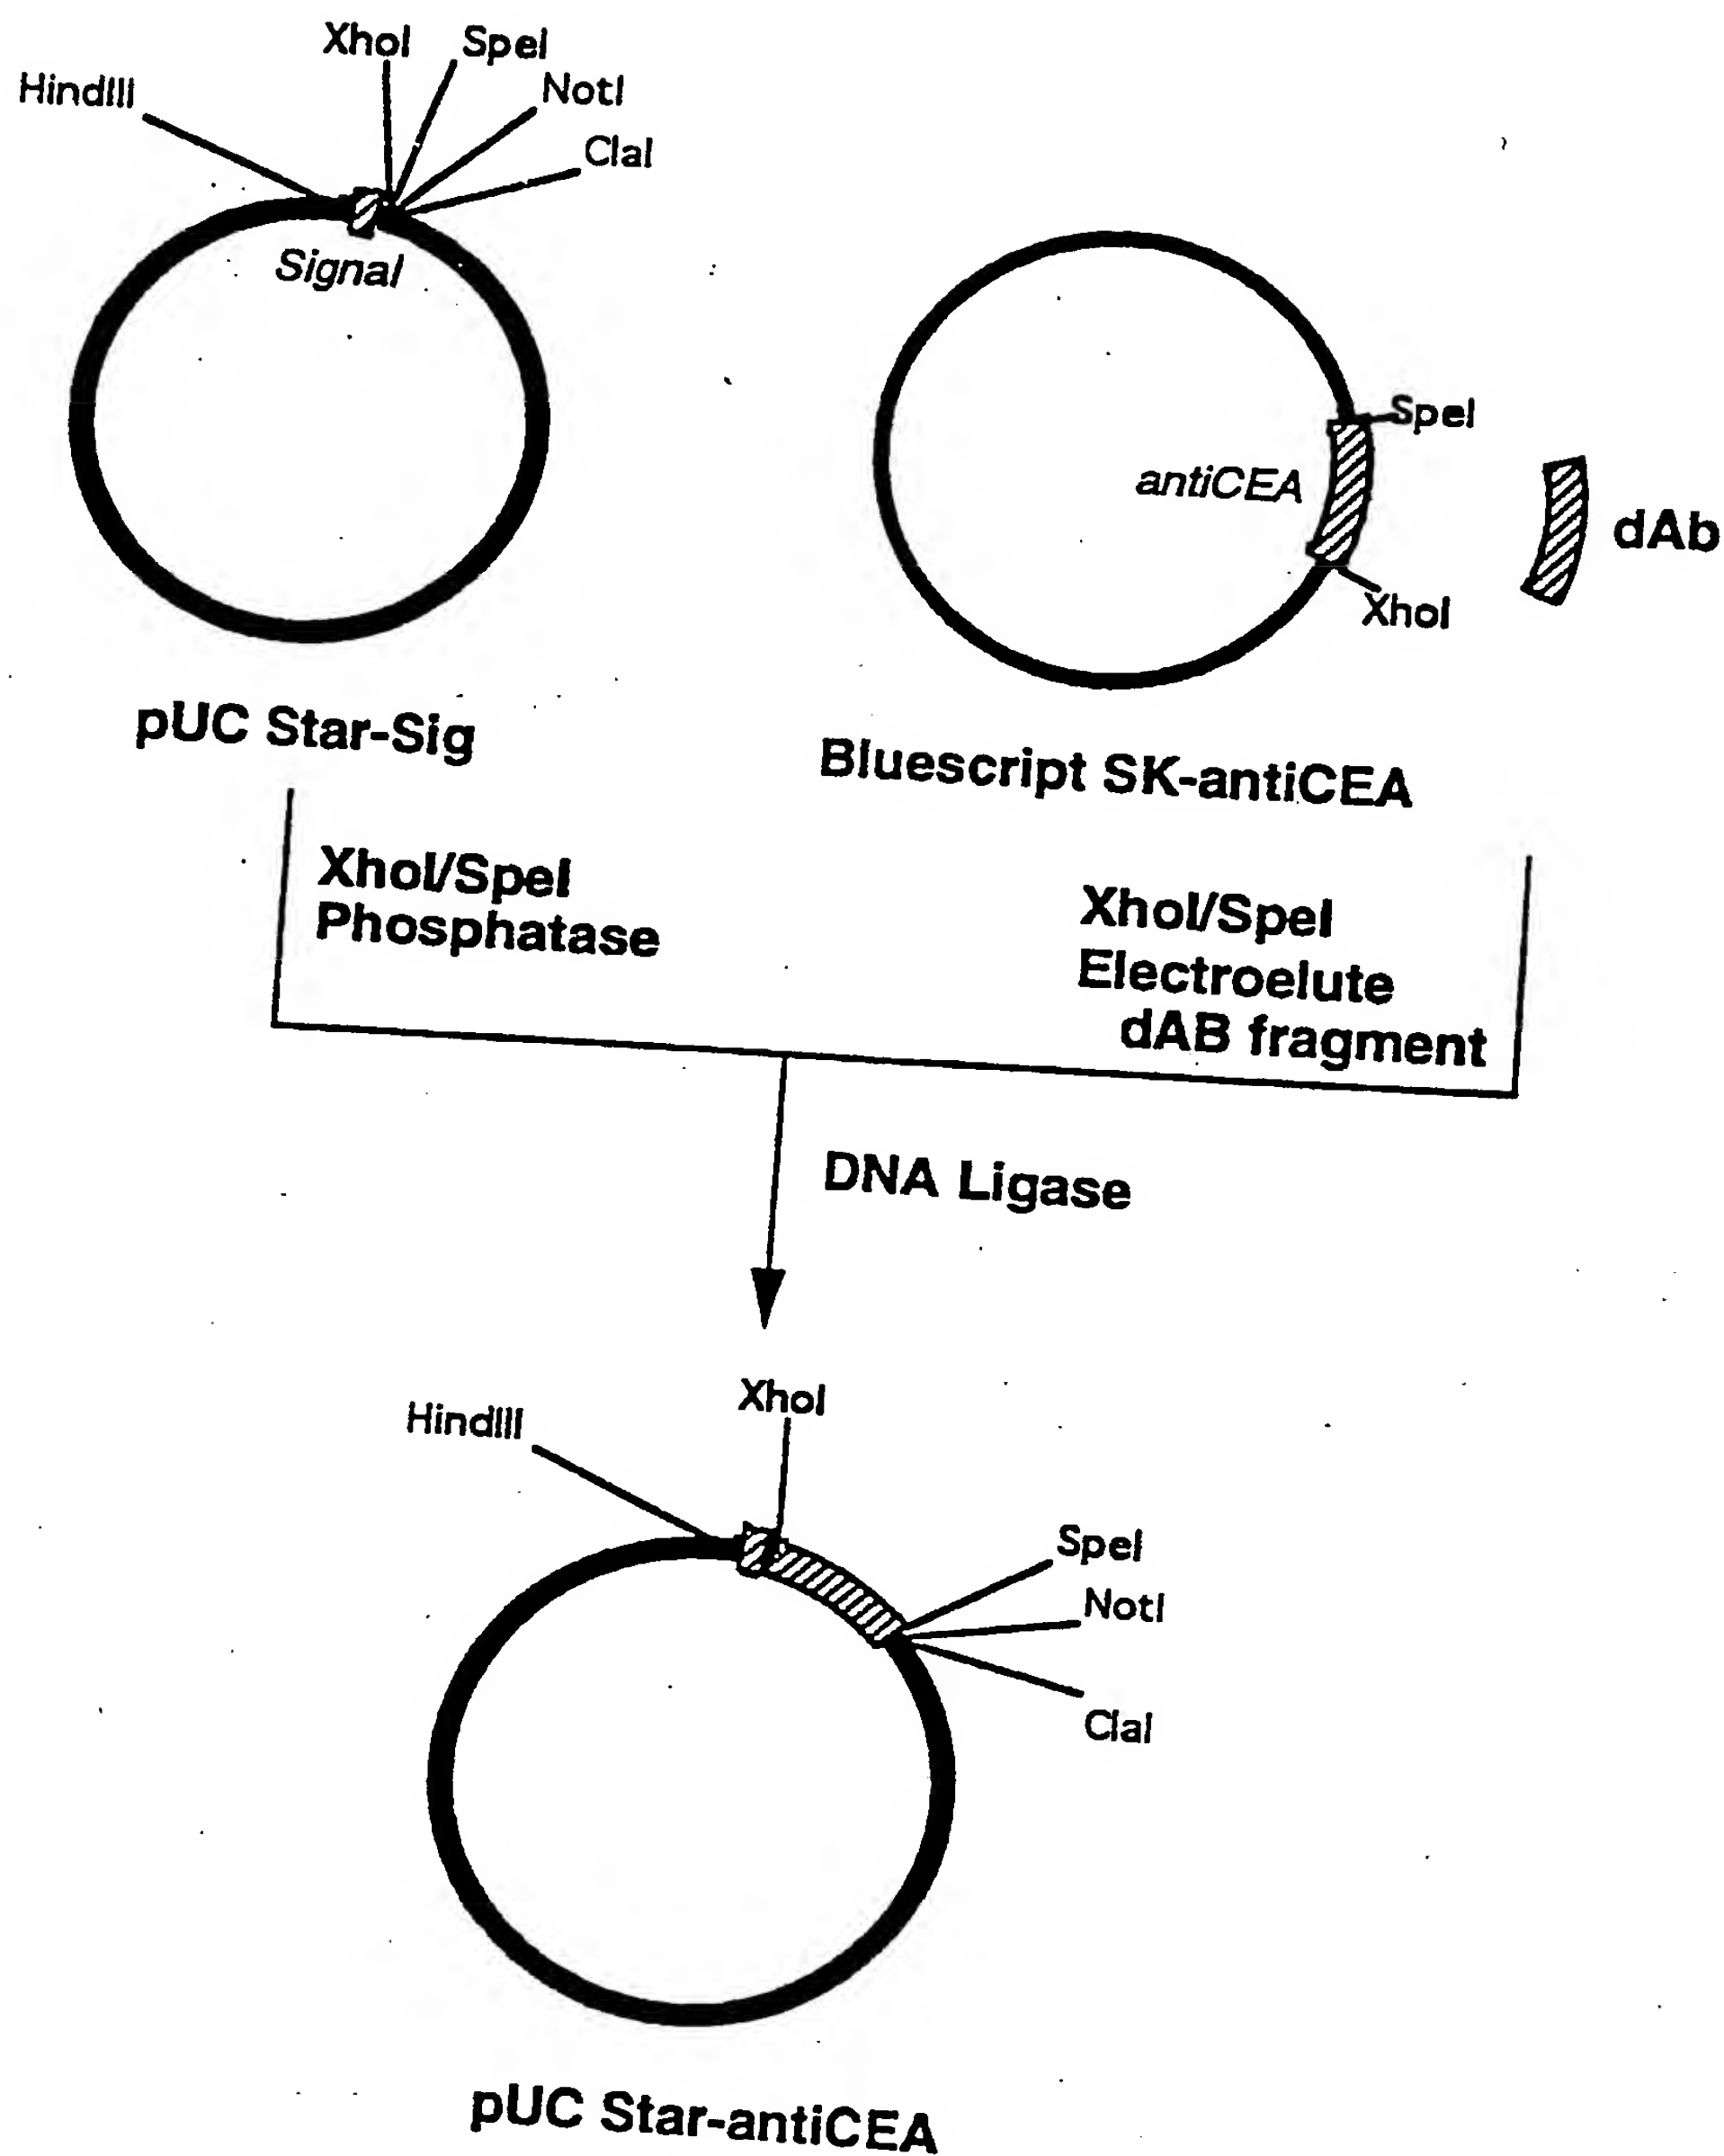 XhoI
SpeI
HindIII
NotI
ClaI
Signal
SpeI
antiCEA
dAb
XhoI
pUC Star-Sig
Bluescript SK-antiCEA
XhoI/SpeI
Phosphatase
XhoI/SpeI
Electroelute
dAB fragment
DNA Ligase
XhoI
HindIII
SpeI
NotI
ClaI
pUC Star-antiCEA